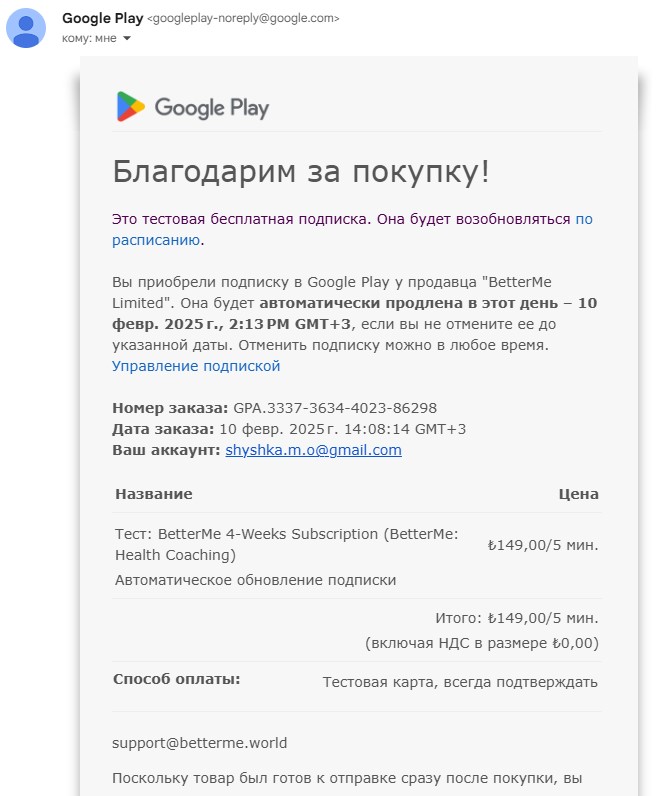 Google Play <googleplay-noreply@google.com>
кому: мне
Google Play
Благодарим за покупку!
Это тестовая бесплатная подписка. Она будет возобновляться по
расписанию.
Вы приобрели подписку в Google Play у продавца "BetterMe
Limited". Она будет автоматически продлена в этот день – 10
февр. 2025 г., 2:13 PM GMT+3, если вы не отмените ее до
указанной даты. Отменить подписку можно в любое время.
Управление подпиской
Номер заказа: GPA.3337-3634-4023-86298
Дата заказа: 10 февр. 2025 г. 14:08:14 GMT+3
Ваш аккаунт: shyshka.m.o@gmail.com
Название Цена
Тест: BetterMe 4-Weeks Subscription (BetterMe:
Health Coaching) ₺149,00/5 мин.
Автоматическое обновление подписки
Итого: ₺149,00/5 мин.
(включая НДС в размере ₺0,00)
Способ оплаты: Тестовая карта, всегда подтверждать
support@betterme.world
Поскольку товар был готов к отправке сразу после покупки, вы